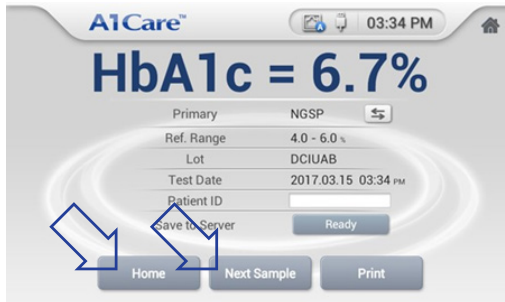 A1Care™ 03:34 PM
HbA1c = 6.7%
Primary NGSP
Ref. Range 4.0 - 6.0 %
Lot DCIUAB
Test Date 2017.03.15 03:34 PM
Patient ID
Save to Server Ready
Home Next Sample Print